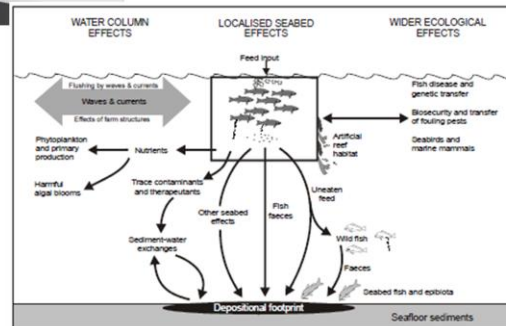 WATER COLUMN
EFFECTS
LOCALISED SEABED
EFFECTS
WIDER ECOLOGICAL
EFFECTS
Feed input
Flushing by waves & currents
Waves & currents
Effects of farm structures
Fish disease and
genetic transfer
Biosecurity and transfer
of fouling pests
Seabirds and
marine mammals
Artificial
reef
habitat
Phytoplankton
and primary
production
Nutrients
Harmful
algal blooms
Trace contaminants
and therapeutants
Other seabed
effects
Fish
faeces
Uneaten
feed
Sediment-water
exchanges
Wild fish
Faeces
Seabed fish and epibiota
Depositional footprint
Seafloor sediments